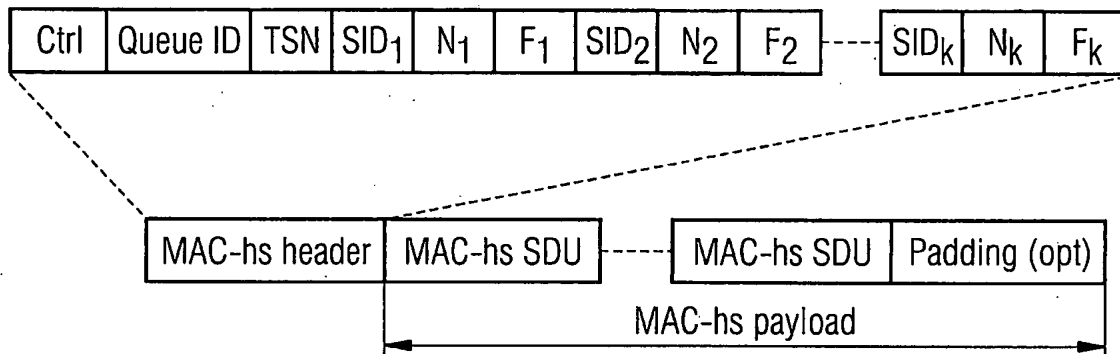 Ctrl Queue ID TSN SID1 N1 F1 SID2 N2 F2 SIDk Nk Fk
MAC-hs header MAC-hs SDU MAC-hs SDU Padding (opt)
MAC-hs payload